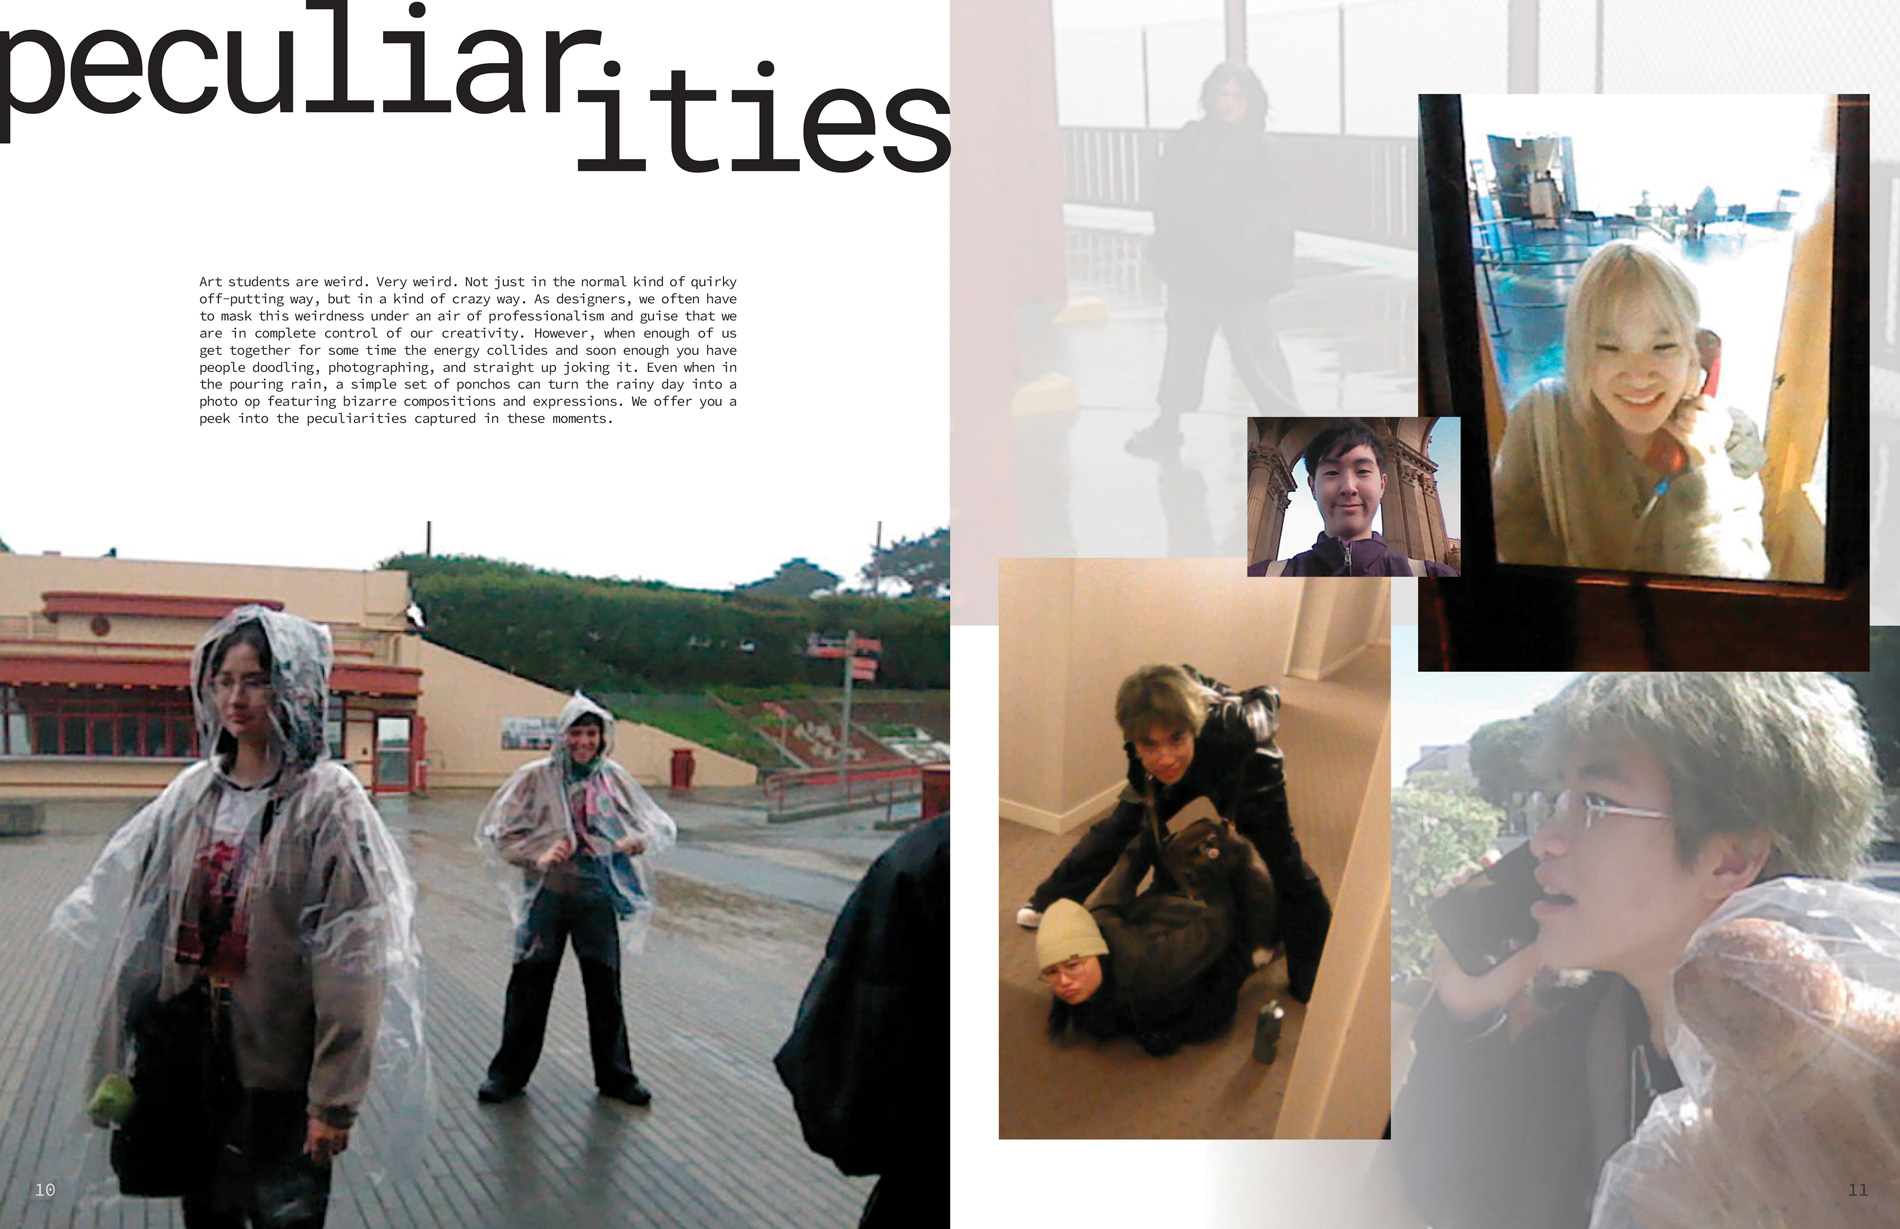 peculiar
ities
Art students are weird. Very weird. Not just in the normal kind of quirky
off-putting way, but in a kind of crazy way. As designers, we often have
to mask this weirdness under an air of professionalism and guise that we
are in complete control of our creativity. However, when enough of us
get together for some time the energy collides and soon enough you have
people doodling, photographing, and straight up joking it. Even when in
the pouring rain, a simple set of ponchos can turn the rainy day into a
photo op featuring bizarre compositions and expressions. We offer you a
peek into the peculiarities captured in these moments.
10
11